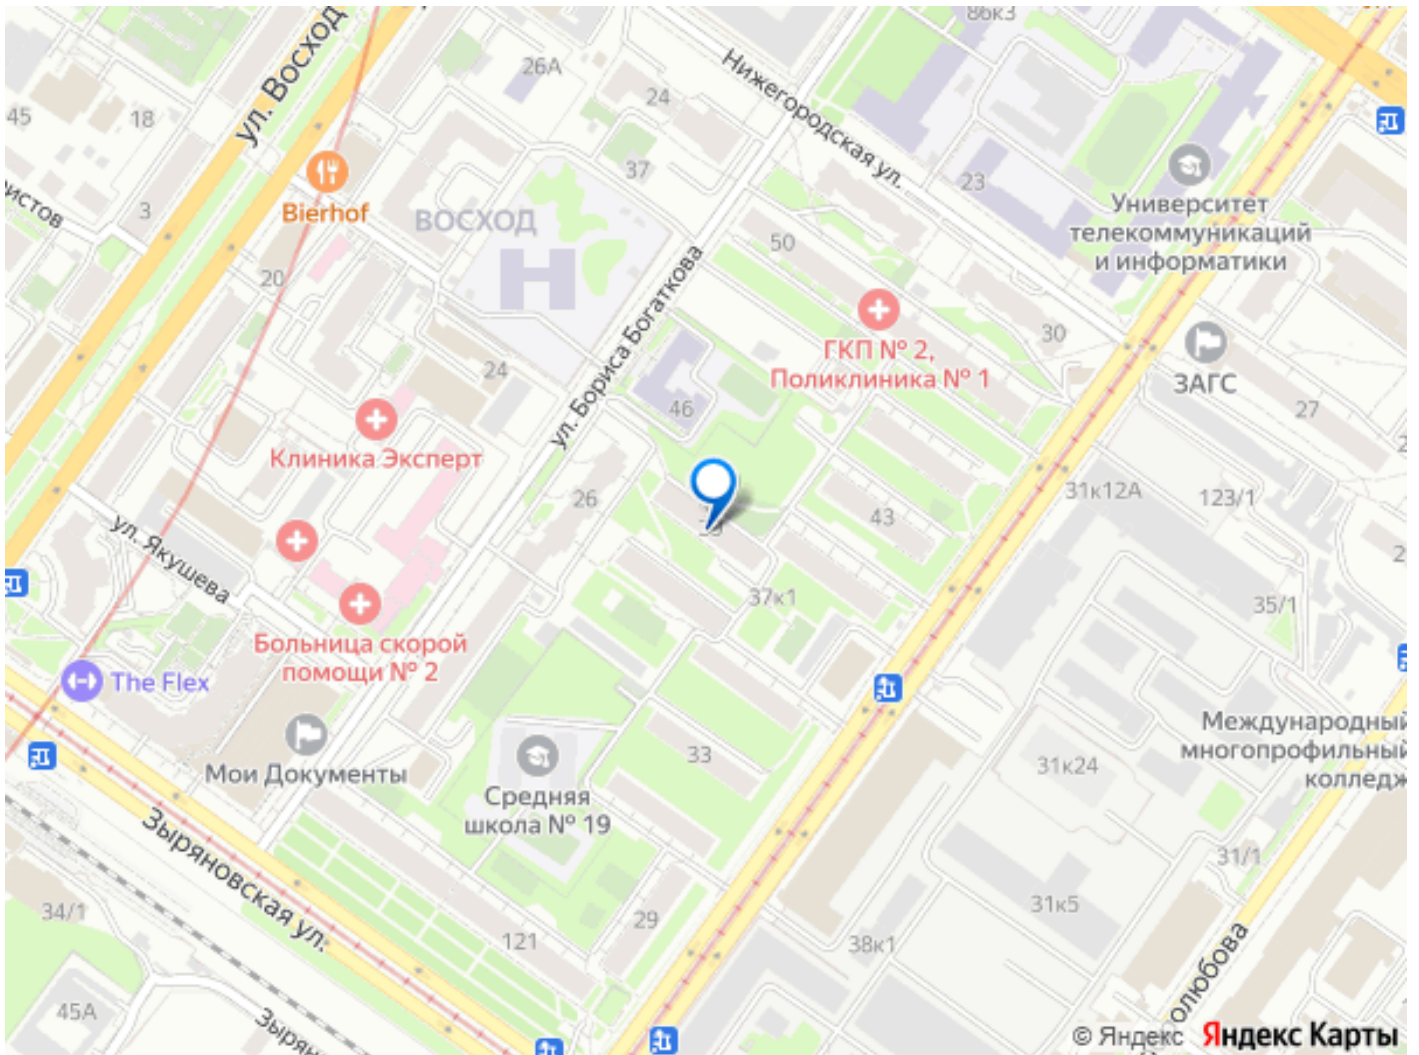 86к3
ул. Восход
26А
Нижегородская ул.
24
45
18
37
23
Университет
телекоммуникаций
и информатики
Bierhof
ВОСХОД
3
50
20
ул. Бориса Богаткова
30
ГКП № 2,
Поликлиника № 1
ЗАГС
24
46
27
Клиника Эксперт
26
43
31к12А
123/1
ул. Якушева
37к1
35/1
Больница скорой
помощи № 2
The Flex
Международный
многопрофильный
колледж
33
31к24
Мои Документы
Средняя
школа № 19
Зыряновская ул.
31/1
34/1
29
31к5
121
38к1
45А
© Яндекс Яндекс Карты